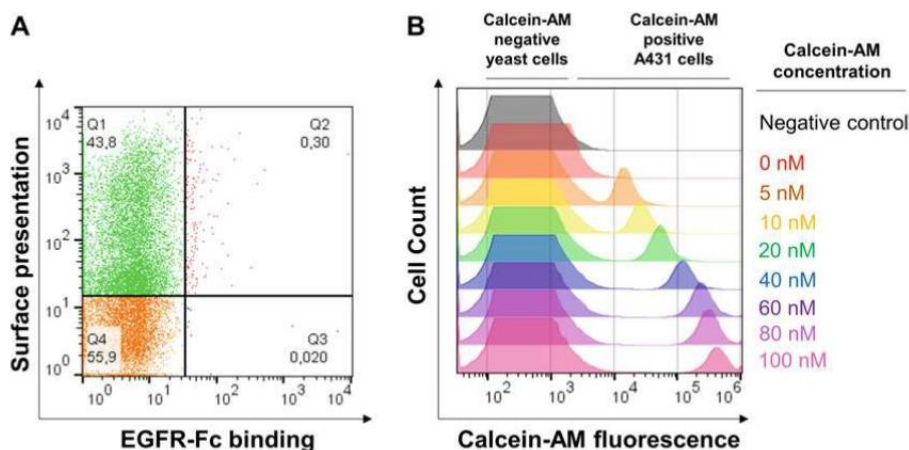 A
Surface presentation
10^4
10^3
10^2
10^1
10^0
Q1
43,8
Q2
0,30
Q4
55,9
Q3
0,020
10^0 10^1 10^2 10^3 10^4
EGFR-Fc binding
B
Calcein-AM
negative
yeast cells
Calcein-AM
positive
A431 cells
Calcein-AM
concentration
Negative control
0 nM
5 nM
10 nM
20 nM
40 nM
60 nM
80 nM
100 nM
Cell Count
10^2 10^3 10^4 10^5 10^6
Calcein-AM fluorescence